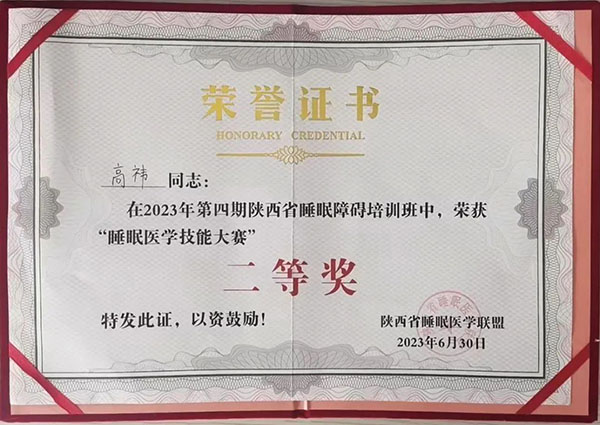 荣誉证书
HONORARY CREDENTIAL
高祎 同志：
在2023年第四期陕西省睡眠障碍培训班中，荣获
“睡眠医学技能大赛”
二等奖
特发此证，以资鼓励！
陕西省睡眠医学联盟
2023年6月30日